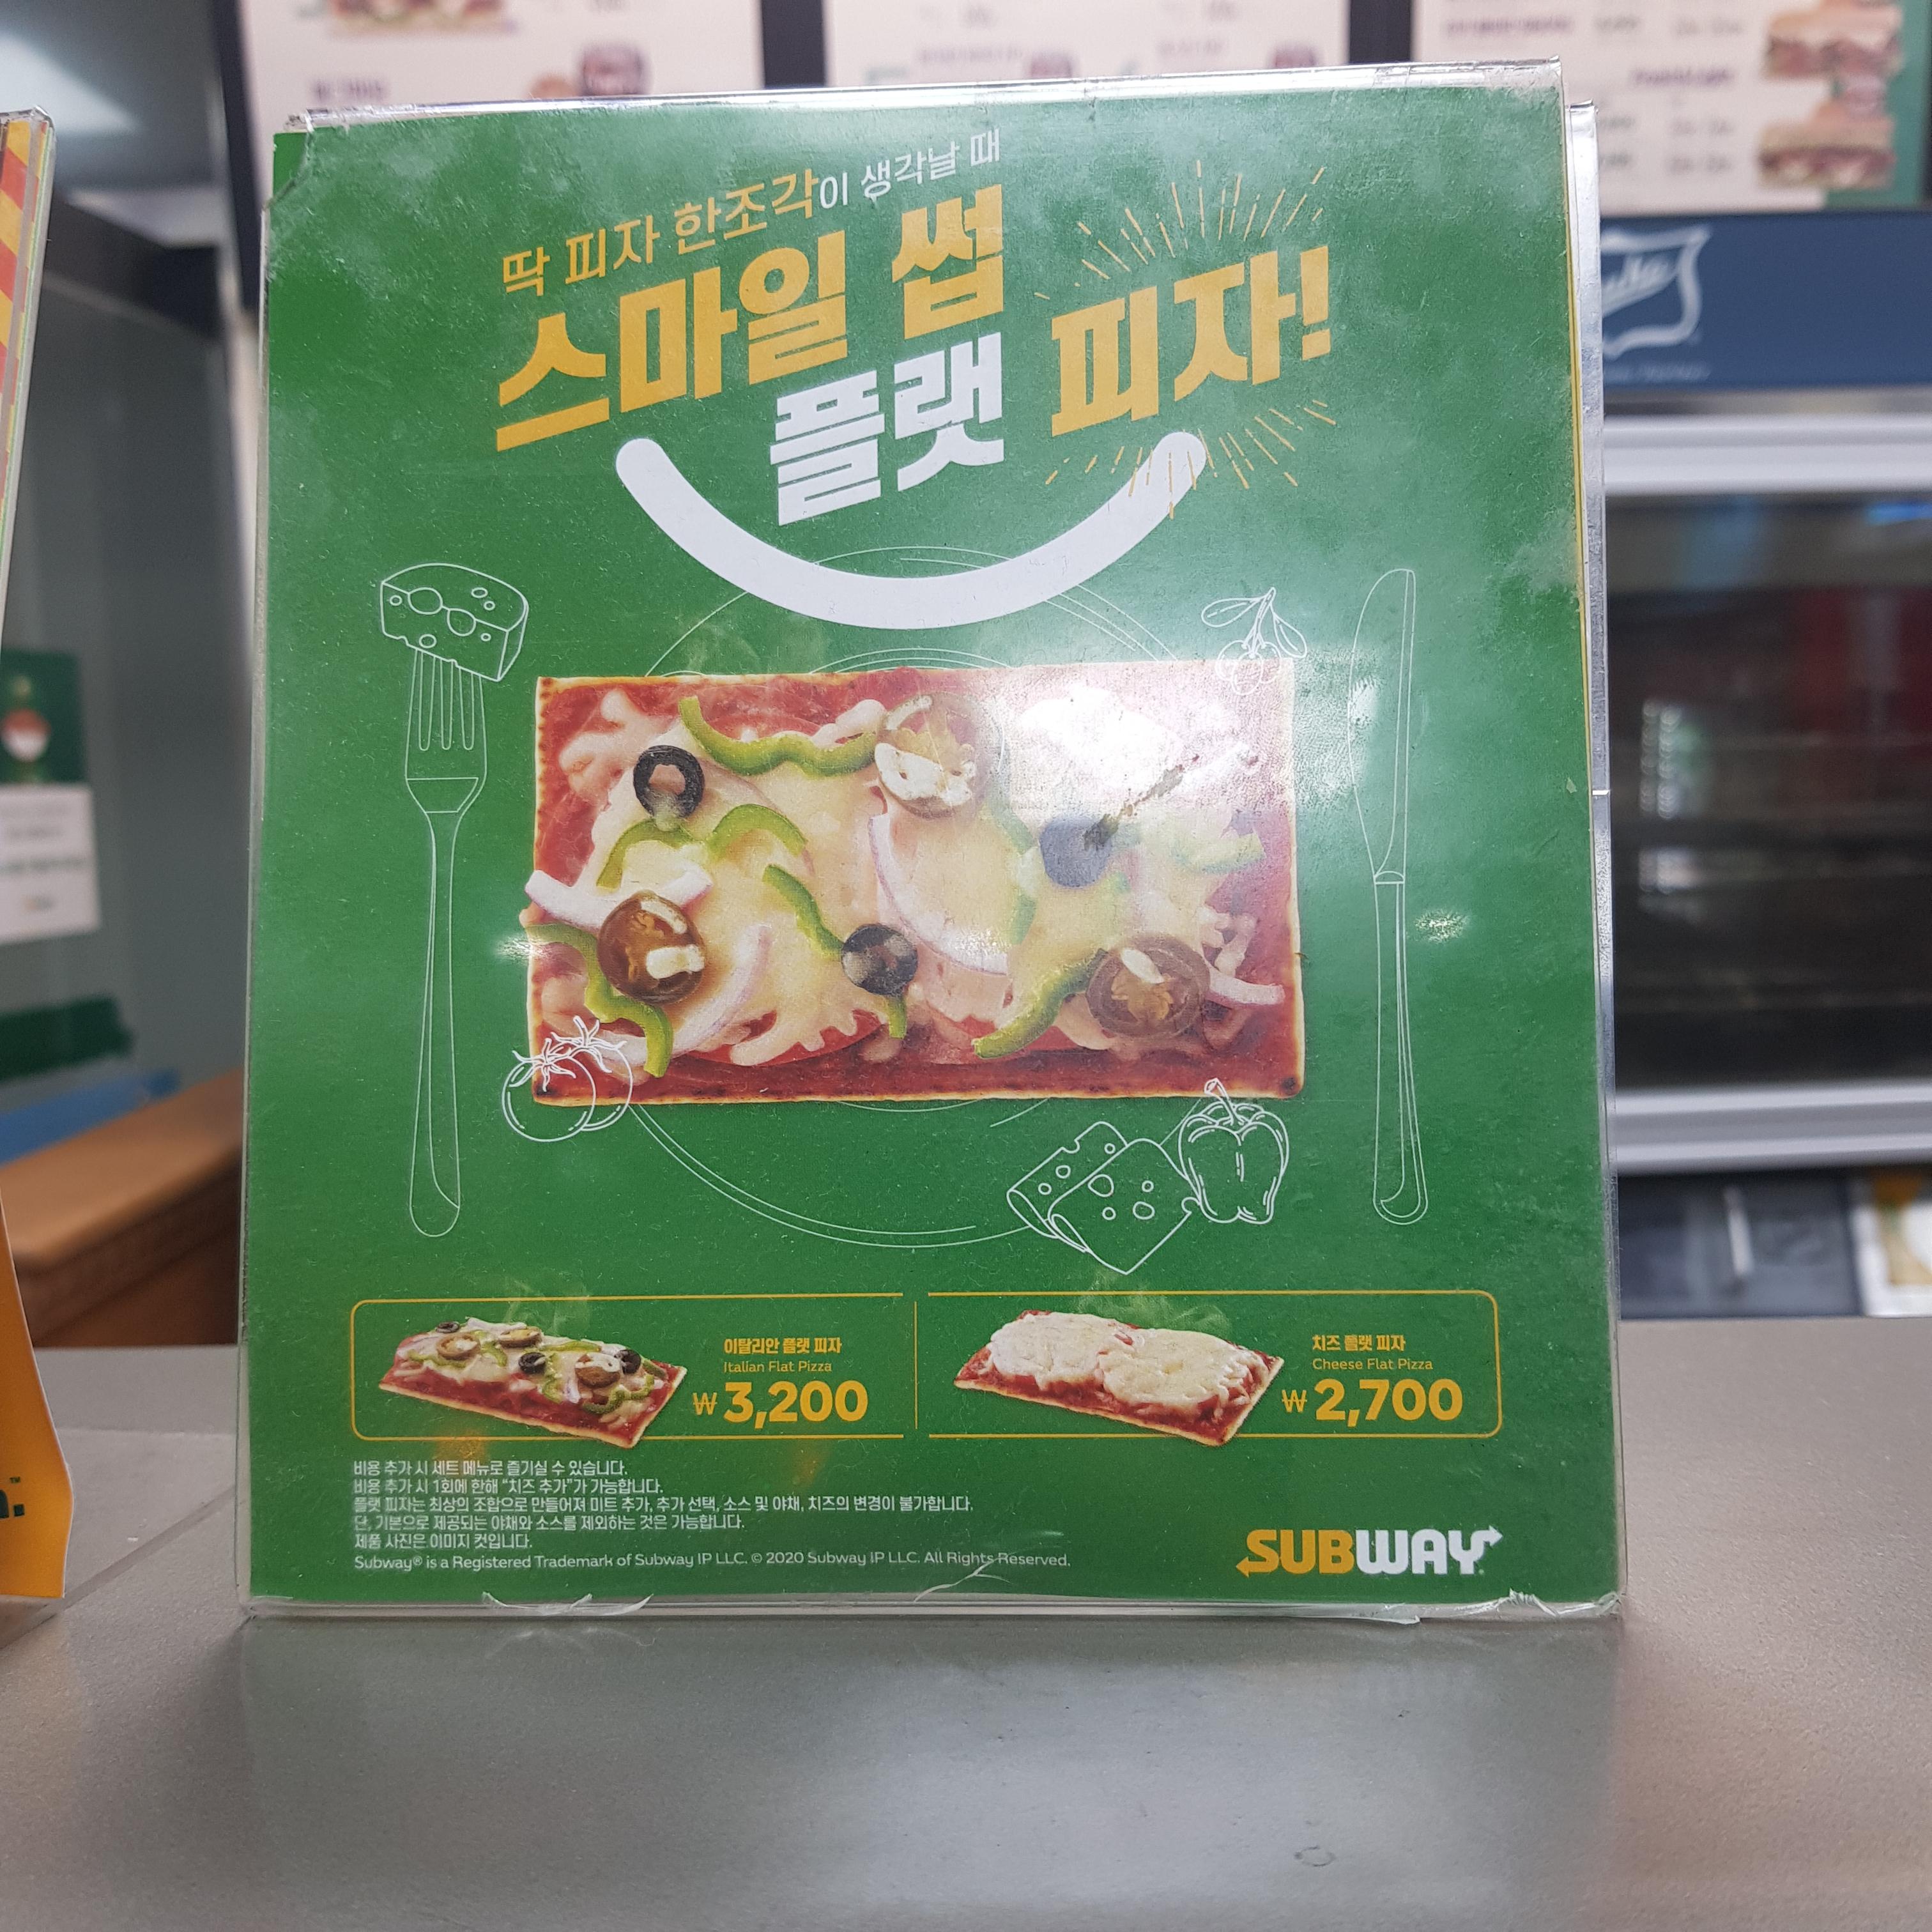 딱 피자 한조각이 생각날 때
스마일 썹
플랫 피자!
이탈리안 플랫 피자
Italian Flat Pizza
₩3,200
치즈 플랫 피자
Cheese Flat Pizza
₩2,700
비용 추가 시 세트 메뉴로 즐기실 수 있습니다.
비용 추가 시 1회에 한해 "치즈 추가"가 가능합니다.
플랫 피자는 최상의 조합으로 만들어져 미트 추가, 추가 선택, 소스 및 야채, 치즈의 변경이 불가합니다.
단, 기본으로 제공되는 야채와 소스를 제외하는 것은 가능합니다.
제품 사진은 이미지 컷입니다.
Subway® is a Registered Trademark of Subway IP LLC. © 2020 Subway IP LLC. All Rights Reserved.
SUBWAY